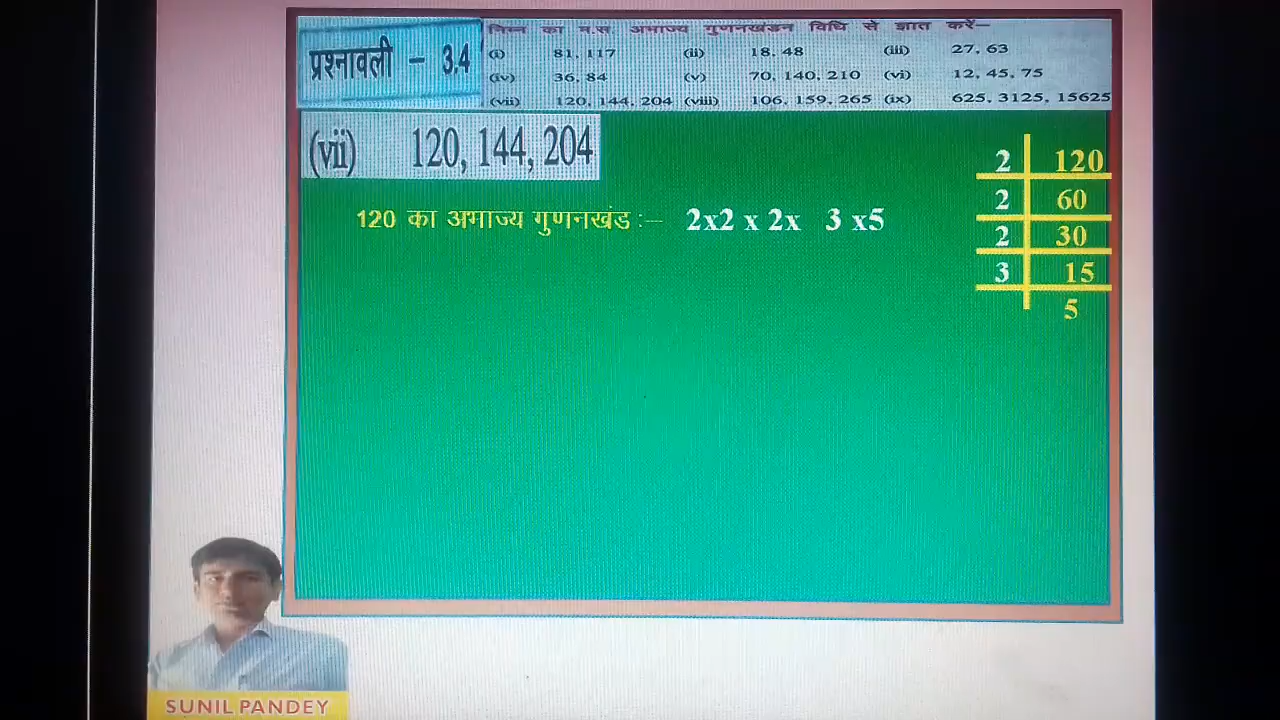 प्रश्नावली – 3.4
निम्न का म.स. अभाज्य गुणनखंडन विधि से ज्ञात करें–
(i) 81, 117 (ii) 18, 48 (iii) 27, 63
(iv) 36, 84 (v) 70, 140, 210 (vi) 12, 45, 75
(vii) 120, 144, 204 (viii) 106, 159, 265 (ix) 625, 3125, 15625
(vii) 120, 144, 204
120 का अभाज्य गुणनखंड :– 2x2 x 2x 3 x5
2 120
2 60
2 30
3 15
5
SUNIL PANDEY